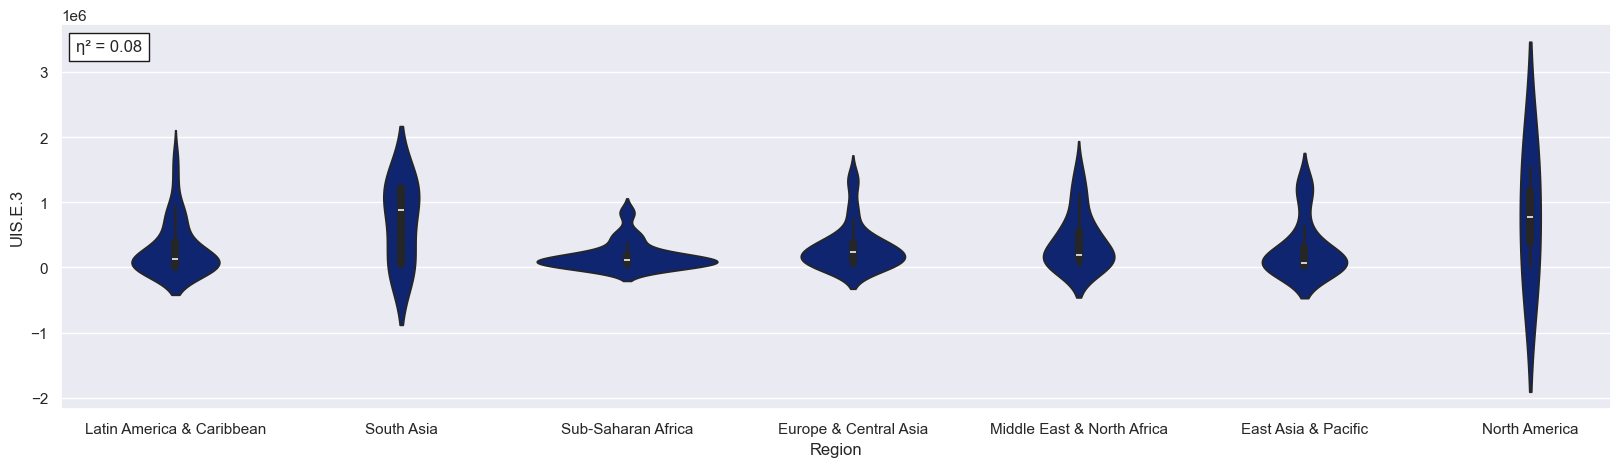 1e6
η² = 0.08
3
2
1
0
−1
−2
UIS.E.3
Latin America & Caribbean
South Asia
Sub-Saharan Africa
Europe & Central Asia
Middle East & North Africa
East Asia & Pacific
North America
Region